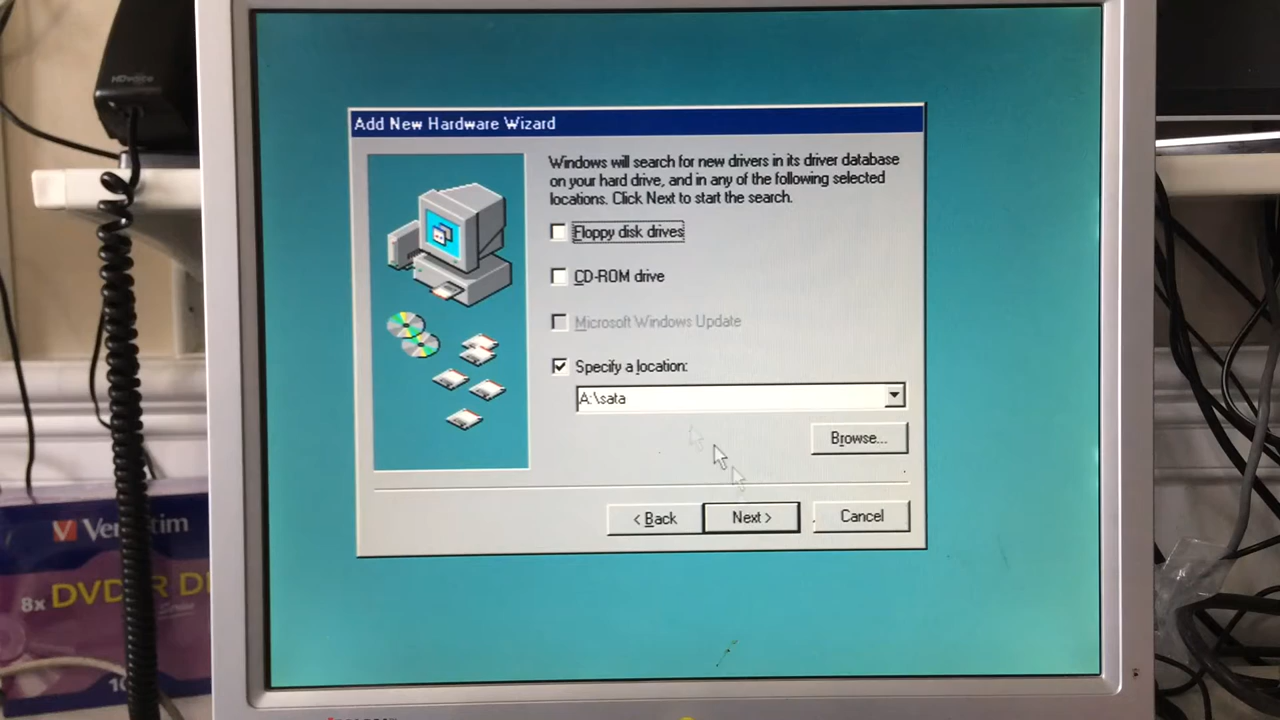 HDvoice
Add New Hardware Wizard
Windows will search for new drivers in its driver database
on your hard drive, and in any of the following selected
locations. Click Next to start the search.
Floppy disk drives
CD-ROM drive
Microsoft Windows Update
Specify a location:
A:\sata
Browse...
< Back
Next >
Cancel
8x DVD